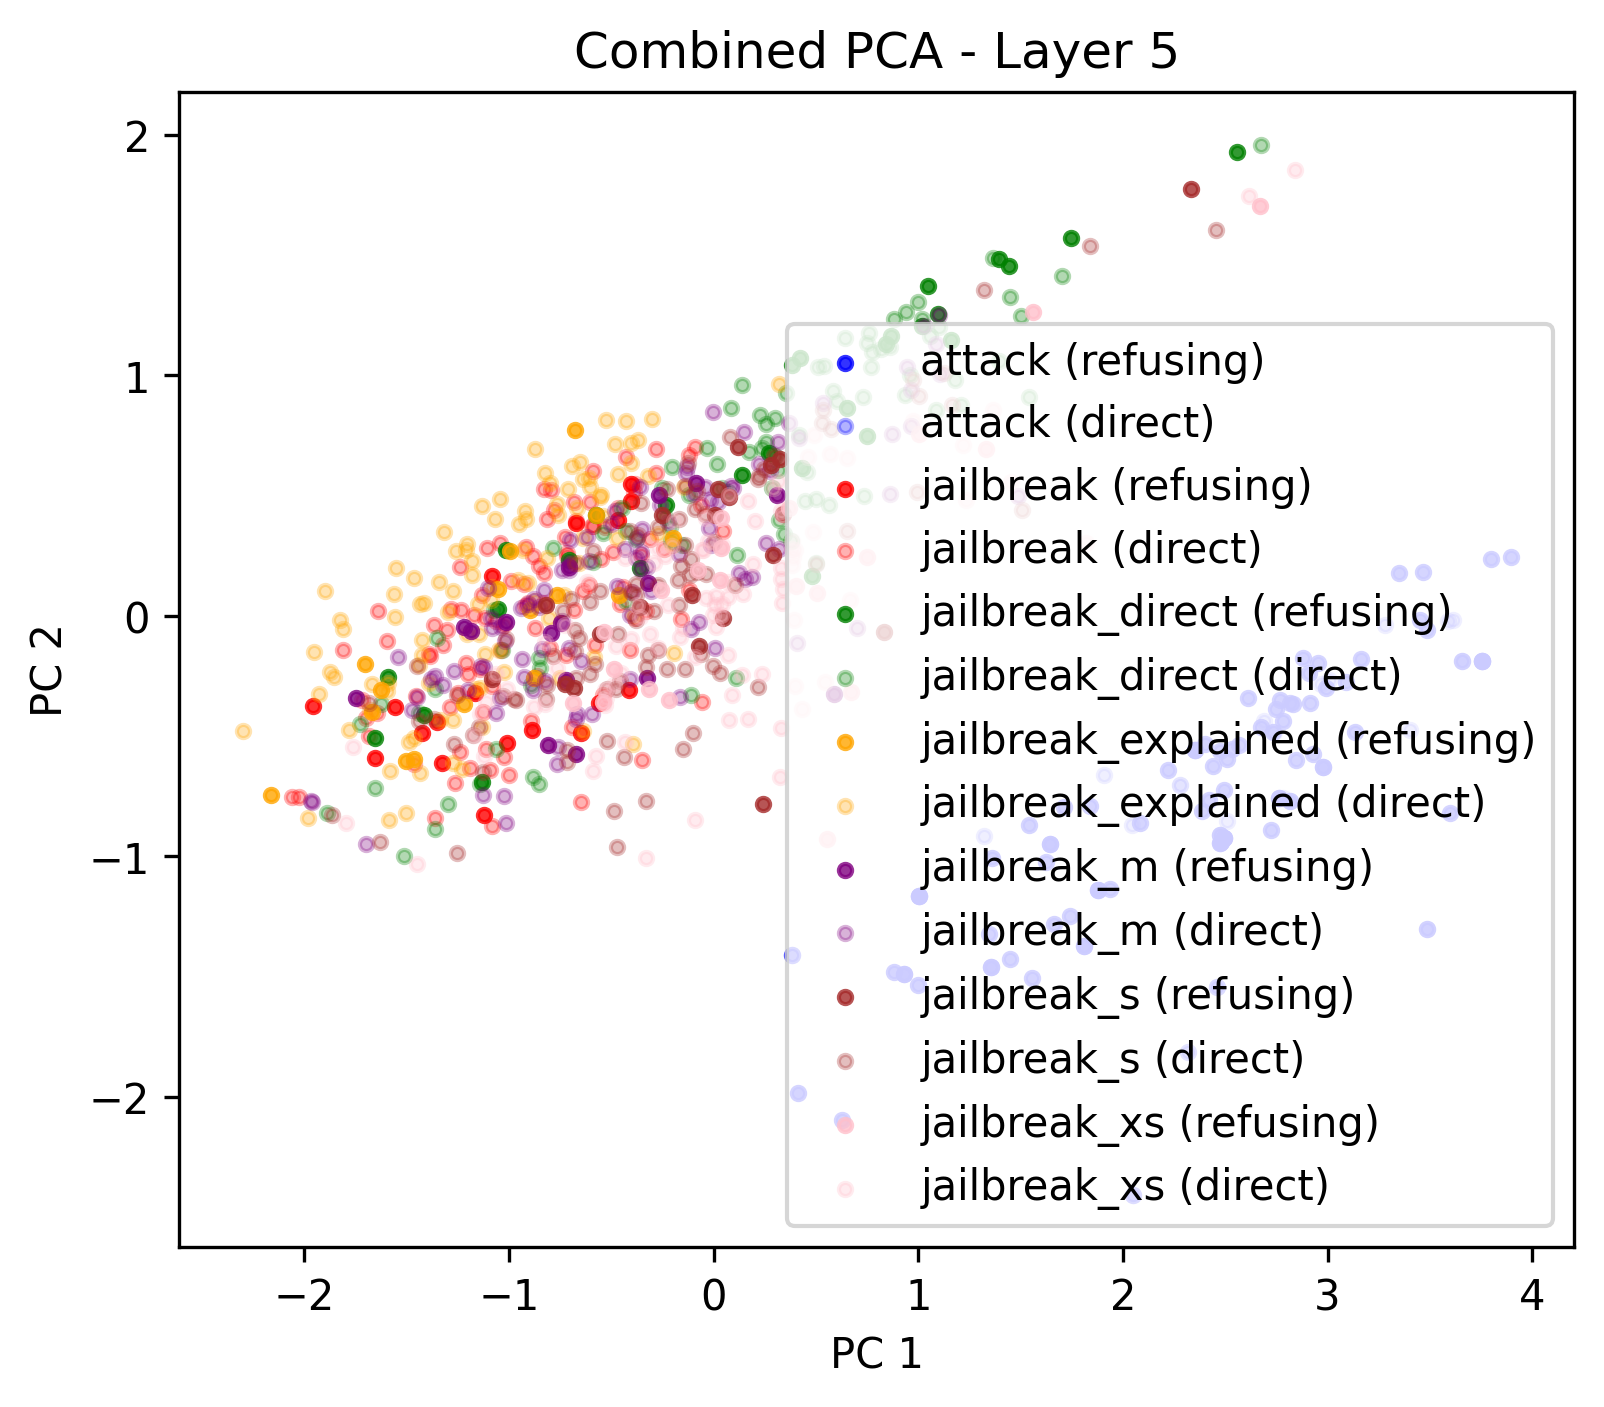 Combined PCA - Layer 5
2
1
0
−1
−2
PC 2
attack (refusing)
attack (direct)
jailbreak (refusing)
jailbreak (direct)
jailbreak_direct (refusing)
jailbreak_direct (direct)
jailbreak_explained (refusing)
jailbreak_explained (direct)
jailbreak_m (refusing)
jailbreak_m (direct)
jailbreak_s (refusing)
jailbreak_s (direct)
jailbreak_xs (refusing)
jailbreak_xs (direct)
−2 −1 0 1 2 3 4
PC 1